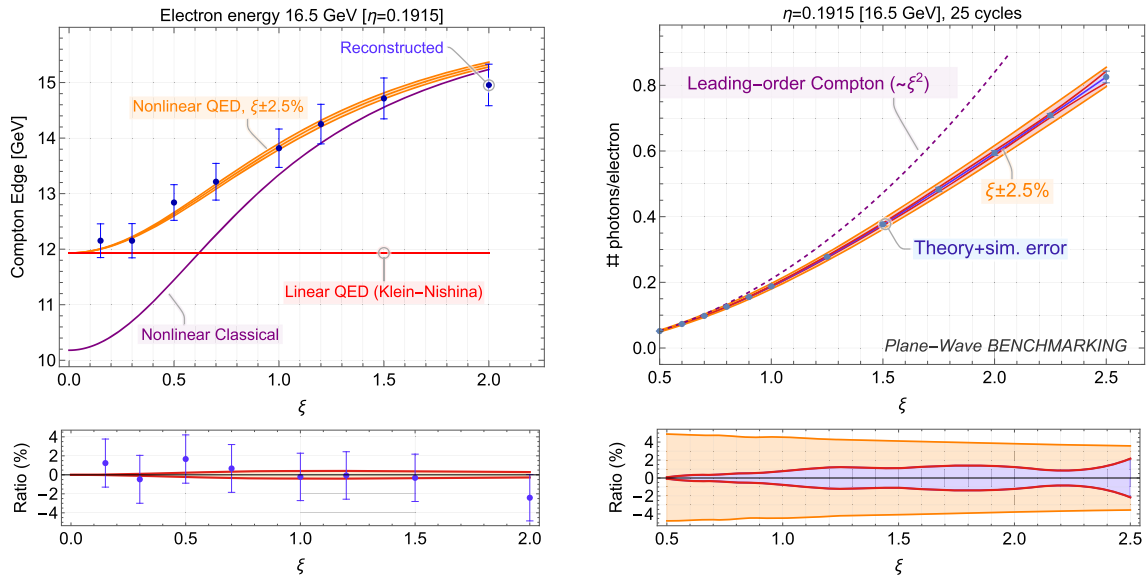 Electron energy 16.5 GeV [η=0.1915]
Compton Edge [GeV]
15
14
13
12
11
10
Reconstructed
Nonlinear QED, ξ±2.5%
Linear QED (Klein−Nishina)
Nonlinear Classical
0.0 0.5 1.0 1.5 2.0
ξ
Ratio (%)
4
2
0
−2
−4
0.0 0.5 1.0 1.5 2.0
ξ
η=0.1915 [16.5 GeV], 25 cycles
# photons/electron
0.8
0.6
0.4
0.2
0.0
Leading−order Compton (~ξ²)
ξ±2.5%
Theory+sim. error
Plane−Wave BENCHMARKING
0.5 1.0 1.5 2.0 2.5
ξ
Ratio (%)
4
2
0
−2
−4
0.5 1.0 1.5 2.0 2.5
ξ